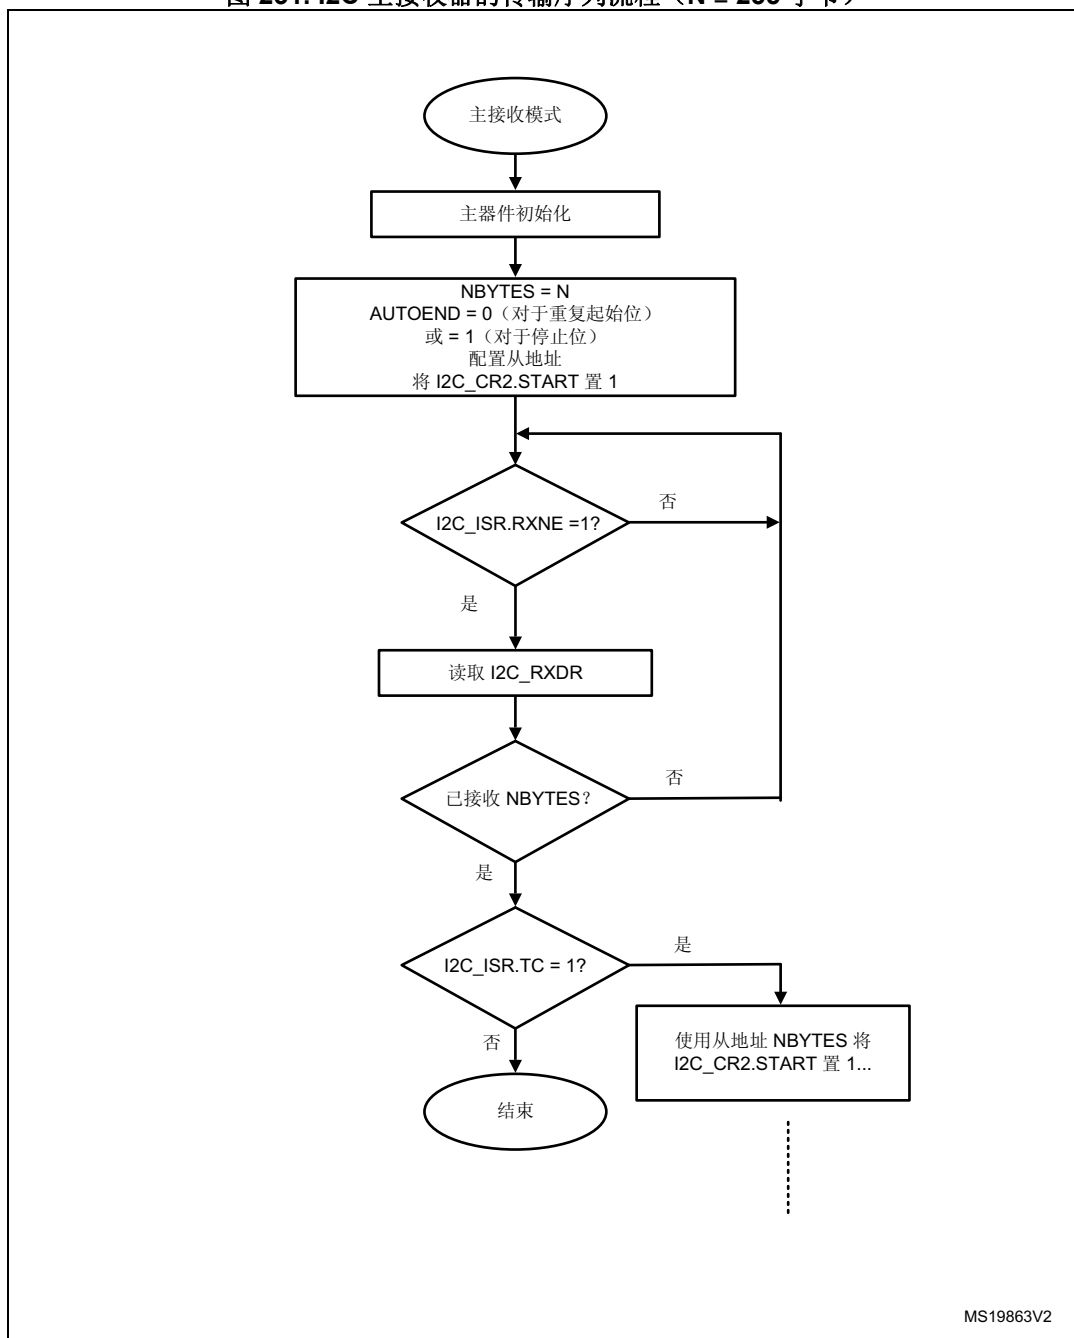 主接收模式
主器件初始化
NBYTES = N
AUTOEND = 0（对于重复起始位）
或 = 1（对于停止位）
配置从地址
将 I2C_CR2.START 置 1
否
I2C_ISR.RXNE =1?
是
读取 I2C_RXDR
否
已接收 NBYTES？
是
是
I2C_ISR.TC = 1?
否
使用从地址 NBYTES 将
I2C_CR2.START 置 1...
结束
MS19863V2